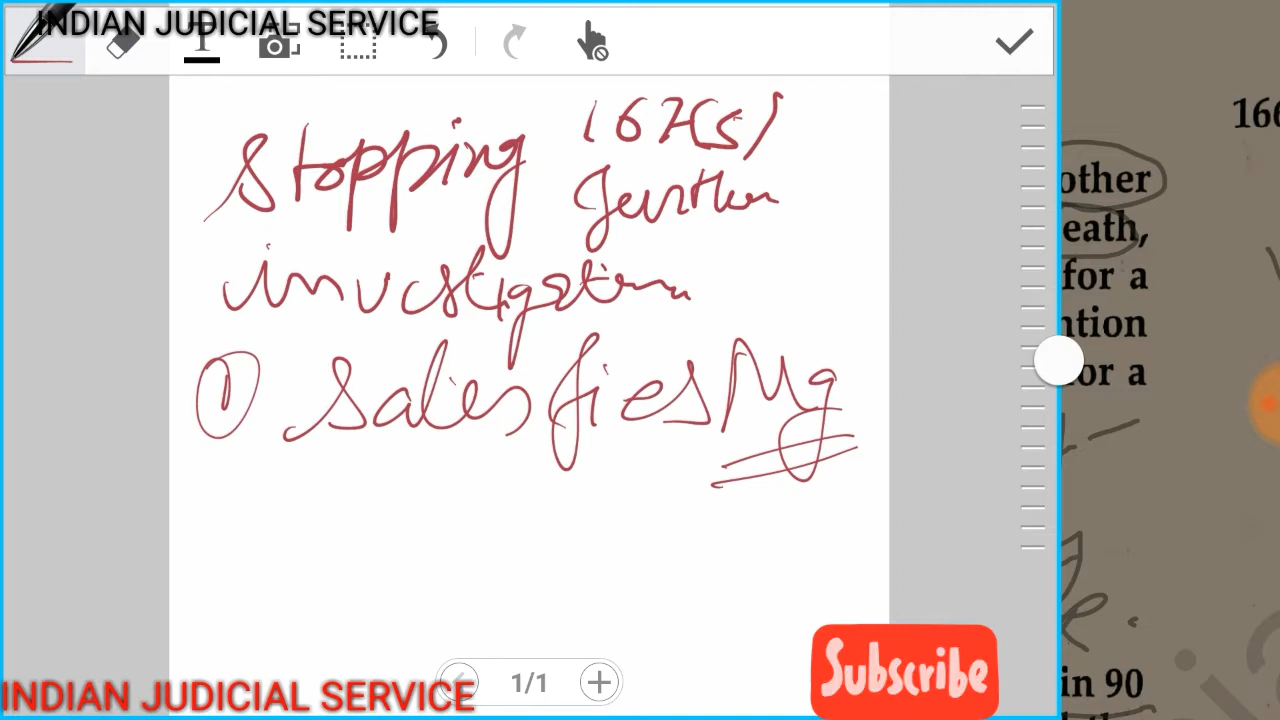 INDIAN JUDICIAL SERVICE
T
Stopping 167(5)
further
investigation
① Satisfies Mg
166
other
eath,
for a
ntion
or a
Subscribe
1/1
INDIAN JUDICIAL SERVICE
in 90